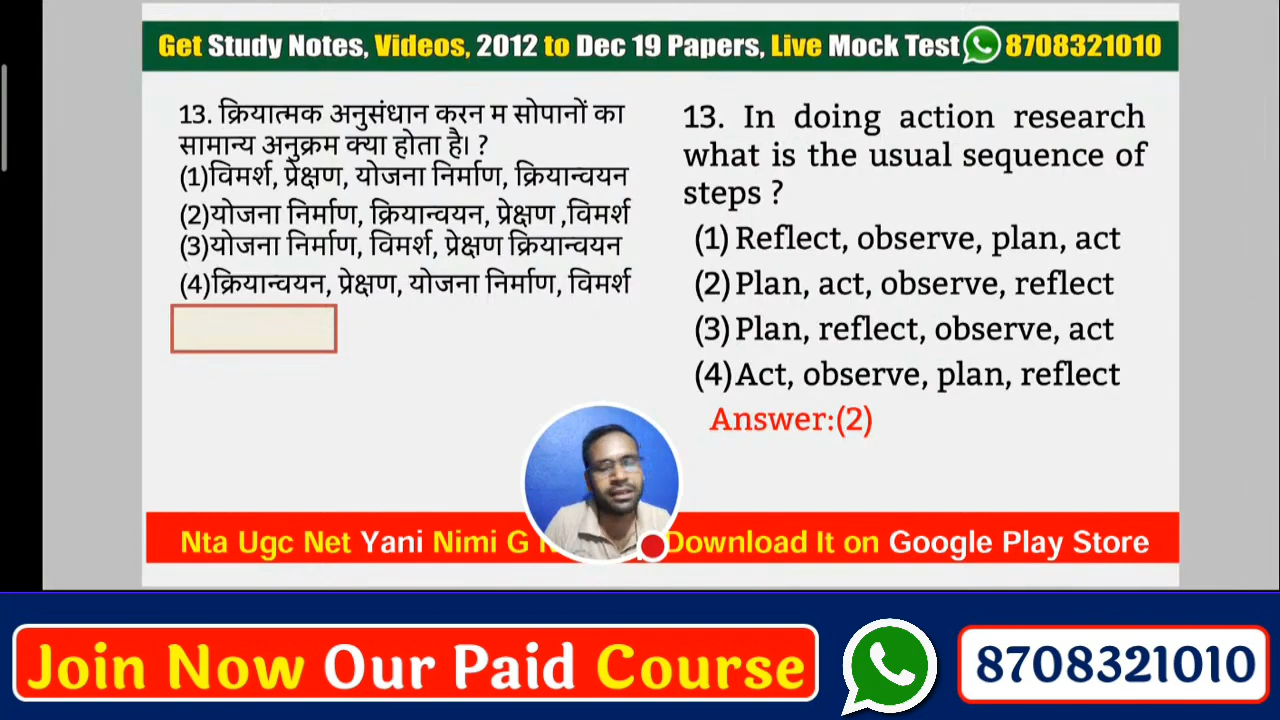 Get Study Notes, Videos, 2012 to Dec 19 Papers, Live Mock Test 8708321010
13. क्रियात्मक अनुसंधान करन म सोपानों का
सामान्य अनुक्रम क्या होता है। ?
(1)विमर्श, प्रेक्षण, योजना निर्माण, क्रियान्वयन
(2)योजना निर्माण, क्रियान्वयन, प्रेक्षण ,विमर्श
(3)योजना निर्माण, विमर्श, प्रेक्षण क्रियान्वयन
(4)क्रियान्वयन, प्रेक्षण, योजना निर्माण, विमर्श
13. In doing action research
what is the usual sequence of
steps ?
(1) Reflect, observe, plan, act
(2) Plan, act, observe, reflect
(3) Plan, reflect, observe, act
(4)Act, observe, plan, reflect
Answer:(2)
Nta Ugc Net Yani Nimi G Download It on Google Play Store
Join Now Our Paid Course 8708321010